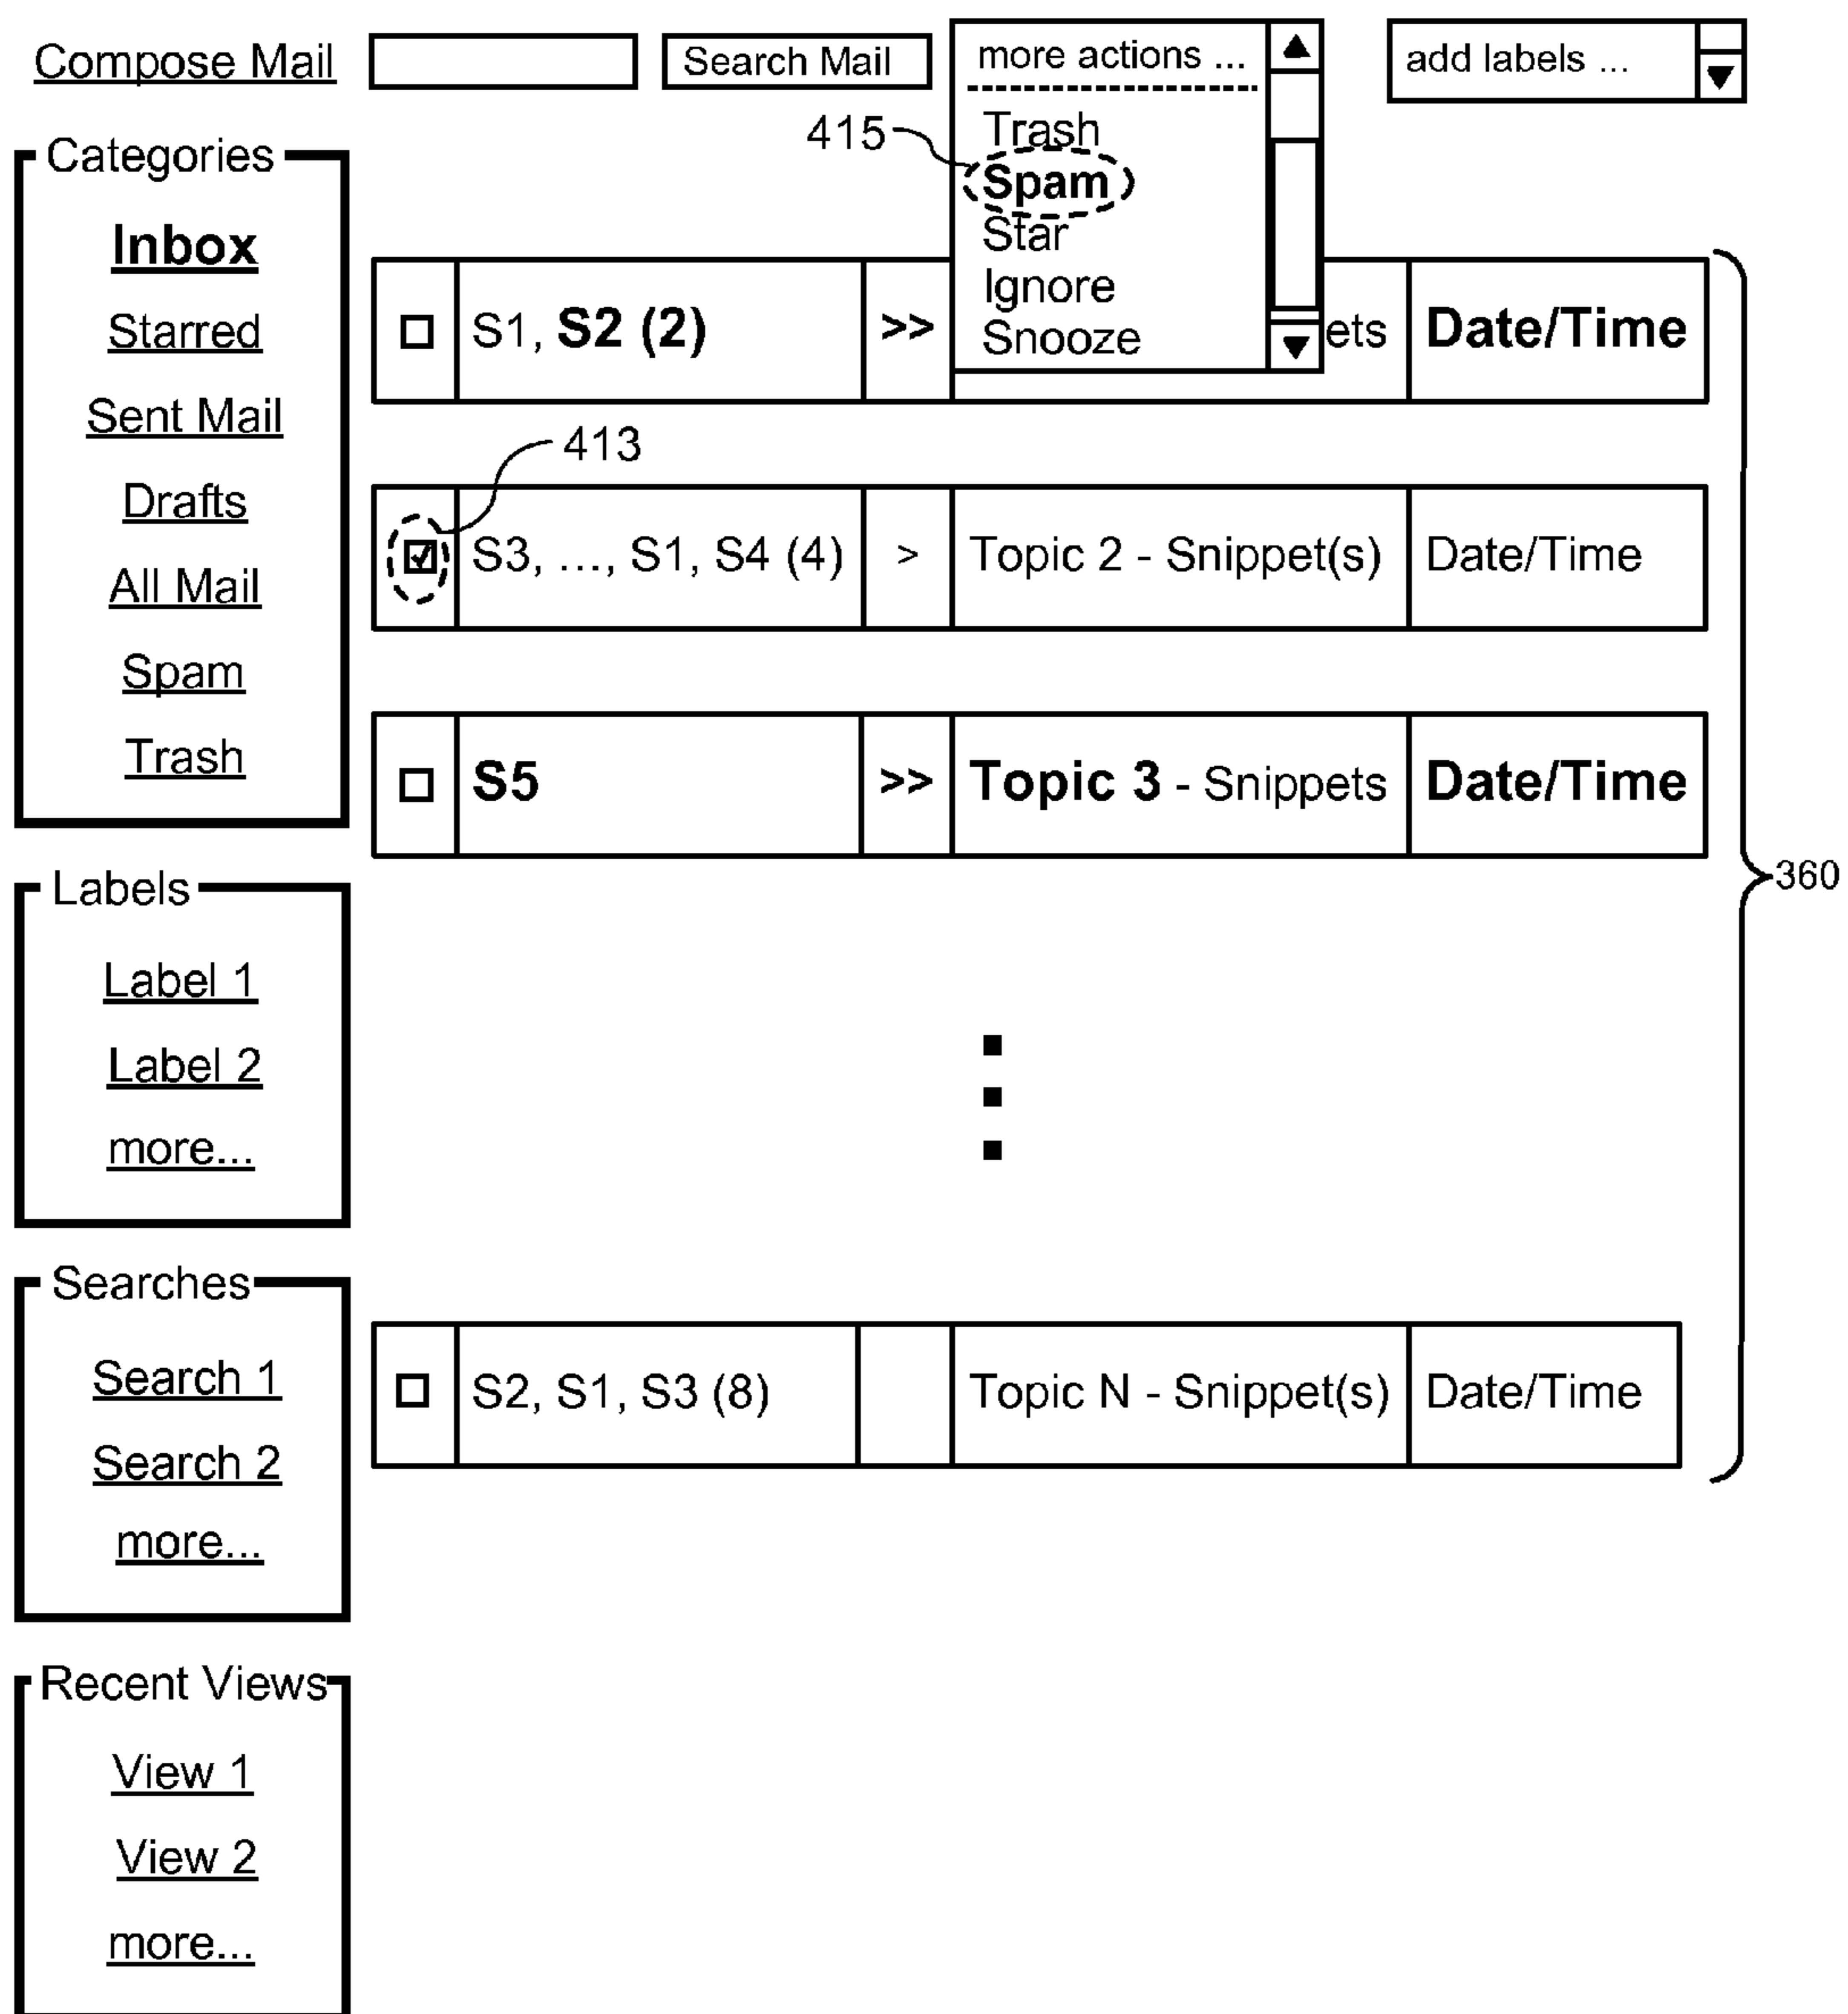 Compose Mail
Search Mail
more actions ...
add labels ...
415
Trash
Spam
Star
Ignore
Snooze
Categories
Inbox
Starred
Sent Mail
Drafts
All Mail
Spam
Trash
S1, S2 (2) >> ets Date/Time
413
S3, ..., S1, S4 (4) > Topic 2 - Snippet(s) Date/Time
S5 >> Topic 3 - Snippets Date/Time
360
Labels
Label 1
Label 2
more...
Searches
Search 1
Search 2
more...
S2, S1, S3 (8) Topic N - Snippet(s) Date/Time
Recent Views
View 1
View 2
more...